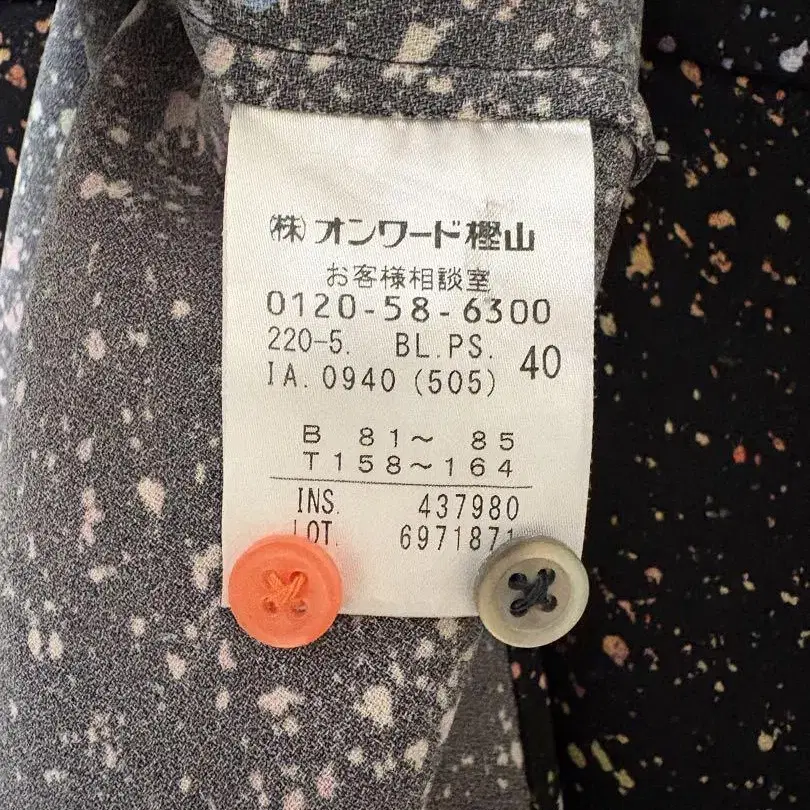 ㈱オンワード樫山
お客様相談室
0120-58-6300
220-5. BL.PS. 40
IA.0940 (505)
B 81～ 85
T158～164
INS. 437980
LOT. 6971871